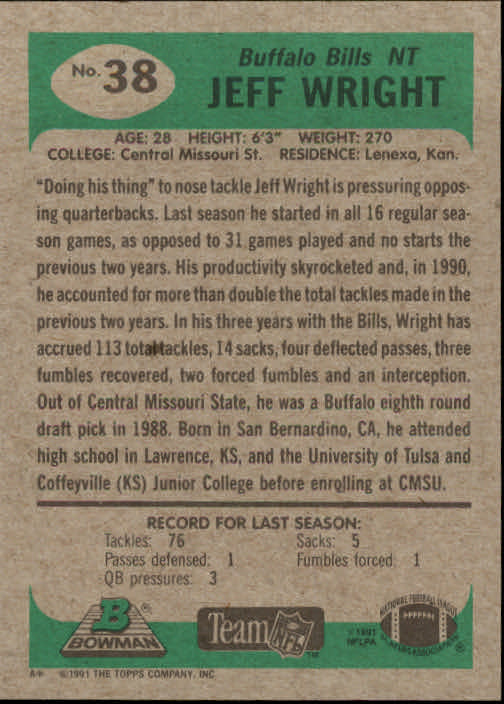 No. 38
Buffalo Bills NT
JEFF WRIGHT
AGE: 28 HEIGHT: 6'3" WEIGHT: 270
COLLEGE: Central Missouri St. RESIDENCE: Lenexa, Kan.
"Doing his thing" to nose tackle Jeff Wright is pressuring oppos-
ing quarterbacks. Last season he started in all 16 regular sea-
son games, as opposed to 31 games played and no starts the
previous two years. His productivity skyrocketed and, in 1990,
he accounted for more than double the total tackles made in the
previous two years. In his three years with the Bills, Wright has
accrued 113 total tackles, 14 sacks, four deflected passes, three
fumbles recovered, two forced fumbles and an interception.
Out of Central Missouri State, he was a Buffalo eighth round
draft pick in 1988. Born in San Bernardino, CA, he attended
high school in Lawrence, KS, and the University of Tulsa and
Coffeyville (KS) Junior College before enrolling at CMSU.
RECORD FOR LAST SEASON:
Tackles: 76 Sacks: 5
Passes defensed: 1 Fumbles forced: 1
QB pressures: 3
B ®
BOWMAN
Team NFL ™
©1991
NFLPA
NATIONAL FOOTBALL LEAGUE
PLAYERS ASSOCIATION ®
A* ©1991 THE TOPPS COMPANY, INC